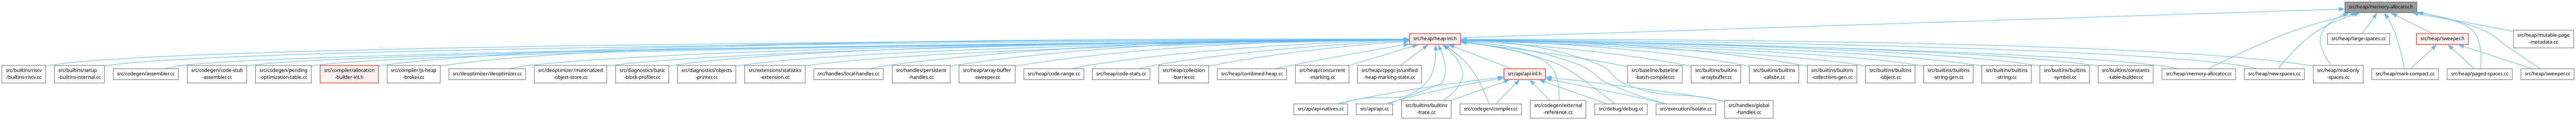 src/heap/memory-allocator.h
src/heap/heap-inl.h
src/heap/large-spaces.cc
src/heap/sweeper.h
src/heap/mutable-page
-metadata.cc
src/builtins/riscv
/builtins-riscv.cc
src/builtins/setup
-builtins-internal.cc
src/codegen/assembler.cc
src/codegen/code-stub
-assembler.cc
src/codegen/pending
-optimization-table.cc
src/compiler/allocation
-builder-inl.h
src/compiler/js-heap
-broker.cc
src/deoptimizer/deoptimizer.cc
src/deoptimizer/materialized
-object-store.cc
src/diagnostics/basic
-block-profiler.cc
src/diagnostics/objects
-printer.cc
src/extensions/statistics
-extension.cc
src/handles/local-handles.cc
src/handles/persistent
-handles.cc
src/heap/array-buffer
-sweeper.cc
src/heap/code-range.cc
src/heap/code-stats.cc
src/heap/collection
-barrier.cc
src/heap/combined-heap.cc
src/heap/concurrent
-marking.cc
src/heap/cppgc-js/unified
-heap-marking-state.cc
src/api/api-inl.h
src/baseline/baseline
-batch-compiler.cc
src/builtins/builtins
-arraybuffer.cc
src/builtins/builtins
-callsite.cc
src/builtins/builtins
-collections-gen.cc
src/builtins/builtins
-object.cc
src/builtins/builtins
-string-gen.cc
src/builtins/builtins
-string.cc
src/builtins/builtins
-symbol.cc
src/builtins/constants
-table-builder.cc
src/heap/memory-allocator.cc
src/heap/new-spaces.cc
src/heap/read-only
-spaces.cc
src/heap/mark-compact.cc
src/heap/paged-spaces.cc
src/heap/sweeper.cc
src/api/api-natives.cc
src/api/api.cc
src/builtins/builtins
-trace.cc
src/codegen/compiler.cc
src/codegen/external
-reference.cc
src/debug/debug.cc
src/execution/isolate.cc
src/handles/global
-handles.cc